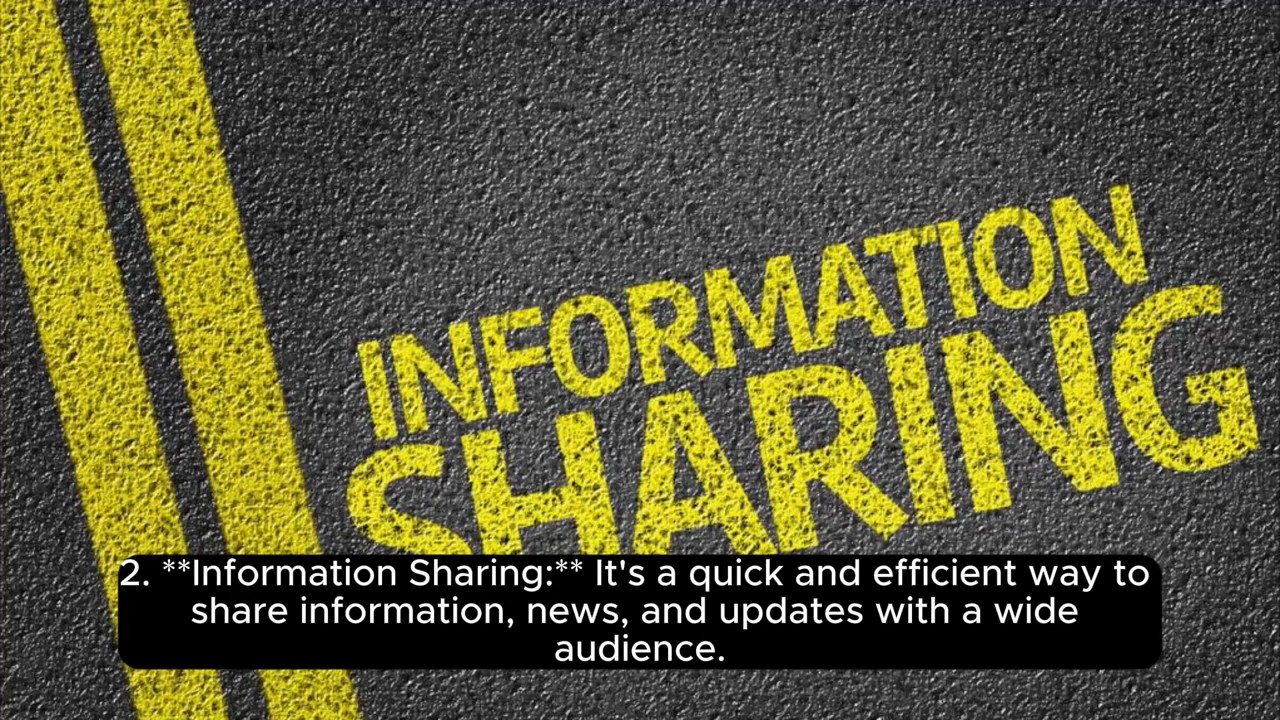 INFORMATION
SHARING
2. **Information Sharing:** It's a quick and efficient way to
share information, news, and updates with a wide
audience.